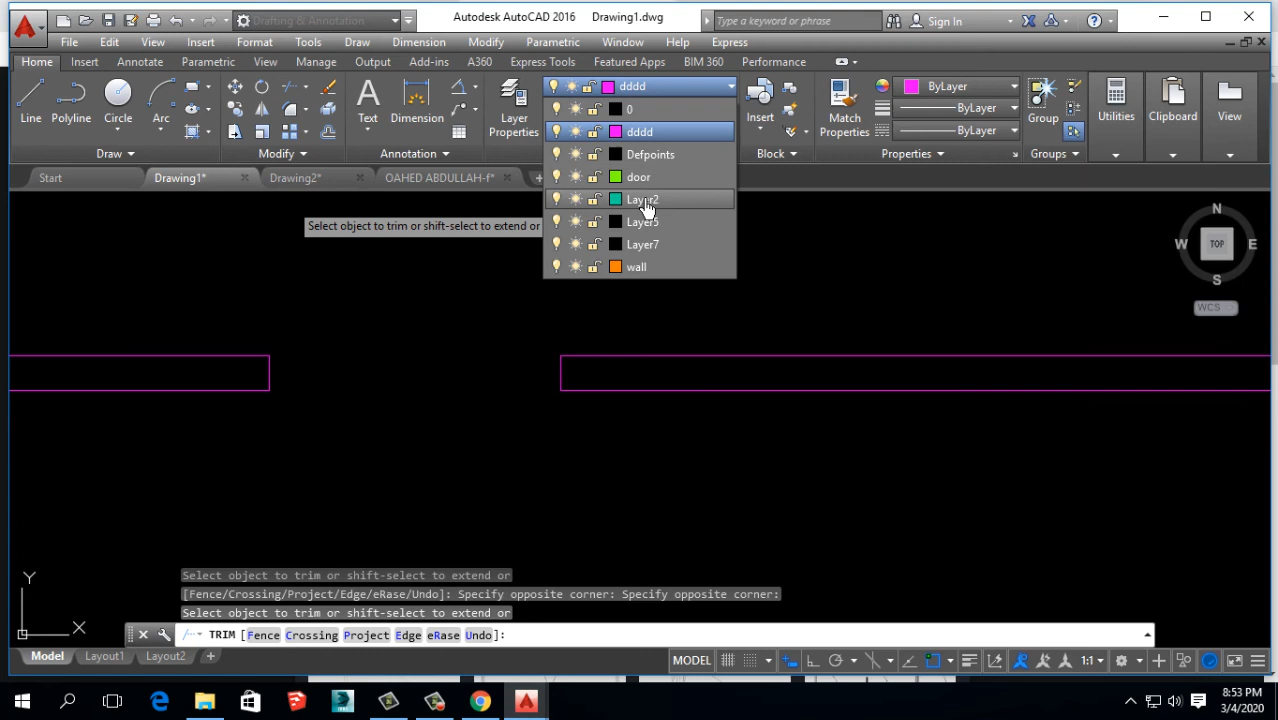 Drafting & Annotation
Autodesk AutoCAD 2016 Drawing1.dwg
Type a keyword or phrase
Sign In
File Edit View Insert Format Tools Draw Dimension Modify Parametric Window Help Express
Home Insert Annotate Parametric View Manage Output Add-ins A360 Express Tools Featured Apps BIM 360 Performance
dddd
ByLayer
0
ByLayer
Line Polyline Circle Arc Text Dimension Layer Properties Insert Match Properties Group Utilities Clipboard View
dddd
ByLayer
Draw Modify Annotation Defpoints Block Properties Groups
Start Drawing1* Drawing2* OAHED ABDULLAH-f*
door
Layer2
Layer5
Layer7
wall
Select object to trim or shift-select to extend or
N
W TOP E
S
WCS
Y
X
Select object to trim or shift-select to extend or
[Fence/Crossing/Project/Edge/eRase/Undo]: Specify opposite corner: Specify opposite corner:
Select object to trim or shift-select to extend or
TRIM [Fence Crossing Project Edge eRase Undo]:
Model Layout1 Layout2
MODEL 1:1
8:53 PM
3/4/2020